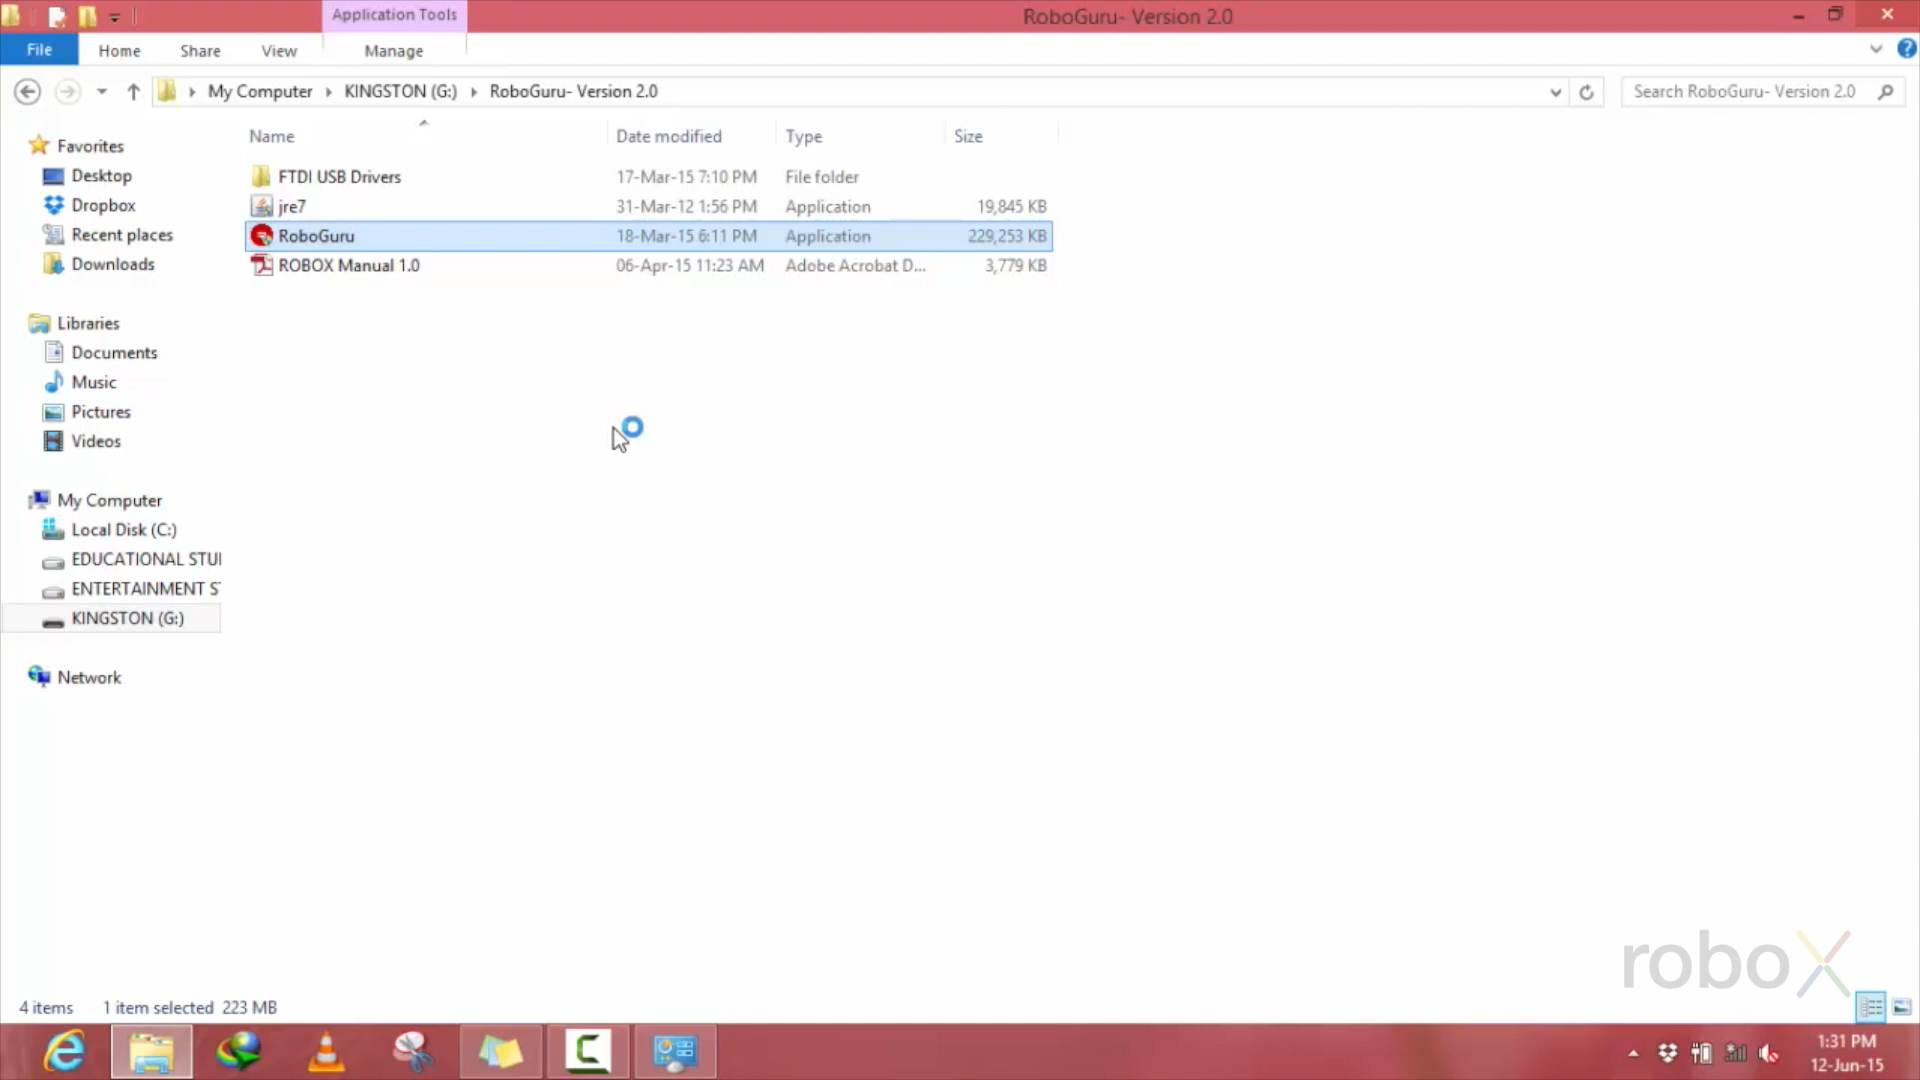 Application Tools
RoboGuru- Version 2.0
File
Home
Share
View
Manage
My Computer
KINGSTON (G:)
RoboGuru- Version 2.0
Search RoboGuru- Version 2.0
Name
Date modified
Type
Size
FTDI USB Drivers
17-Mar-15 7:10 PM
File folder
jre7
31-Mar-12 1:56 PM
Application
19,845 KB
RoboGuru
18-Mar-15 6:11 PM
Application
229,253 KB
ROBOX Manual 1.0
06-Apr-15 11:23 AM
Adobe Acrobat D...
3,779 KB
Favorites
Desktop
Dropbox
Recent places
Downloads
Libraries
Documents
Music
Pictures
Videos
My Computer
Local Disk (C:)
EDUCATIONAL STU
ENTERTAINMENT S
KINGSTON (G:)
Network
roboX
4 items
1 item selected 223 MB
1:31 PM
12-Jun-15